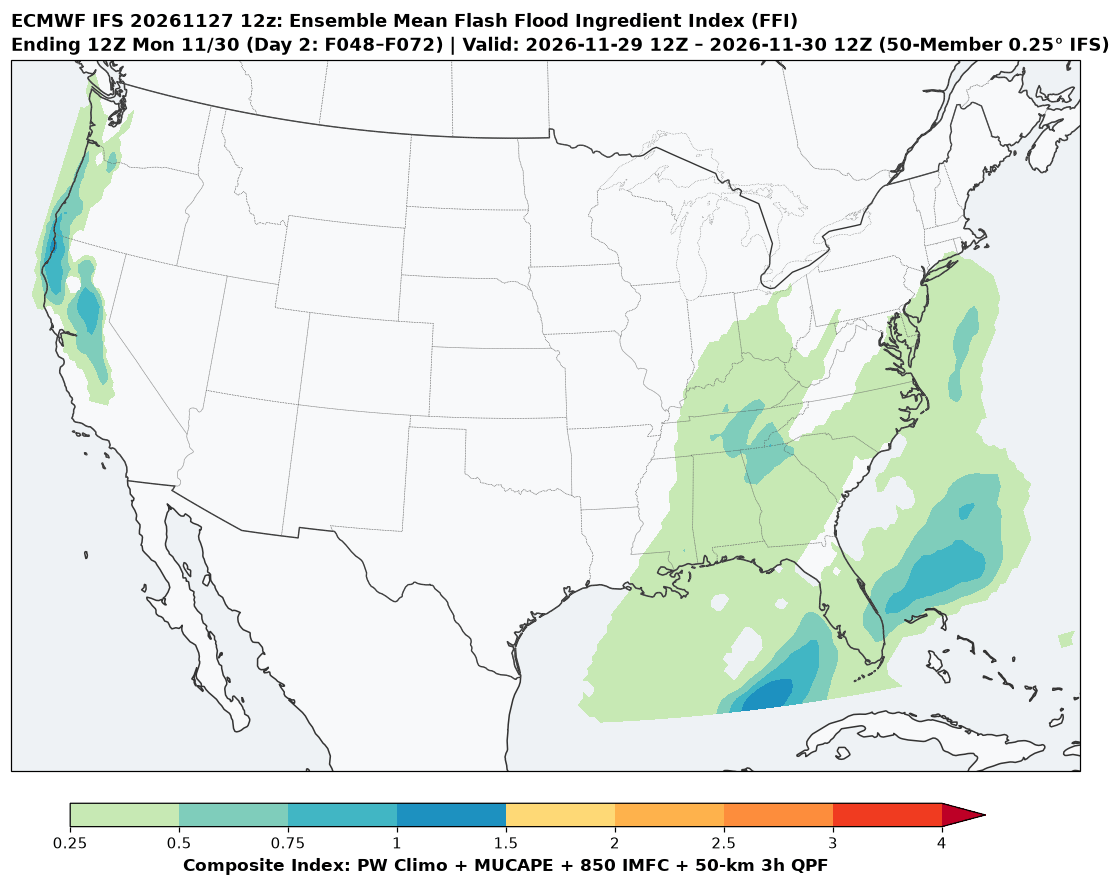 ECMWF IFS 20261127 12z: Ensemble Mean Flash Flood Ingredient Index (FFI)
Ending 12Z Mon 11/30 (Day 2: F048–F072) | Valid: 2026-11-29 12Z – 2026-11-30 12Z (50-Member 0.25° IFS)
0.25 0.5 0.75 1 1.5 2 2.5 3 4
Composite Index: PW Climo + MUCAPE + 850 IMFC + 50-km 3h QPF